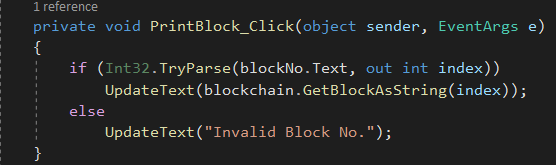 1 reference
private void PrintBlock_Click(object sender, EventArgs e)
{
if (Int32.TryParse(blockNo.Text, out int index))
UpdateText(blockchain.GetBlockAsString(index));
else
UpdateText("Invalid Block No.");
}